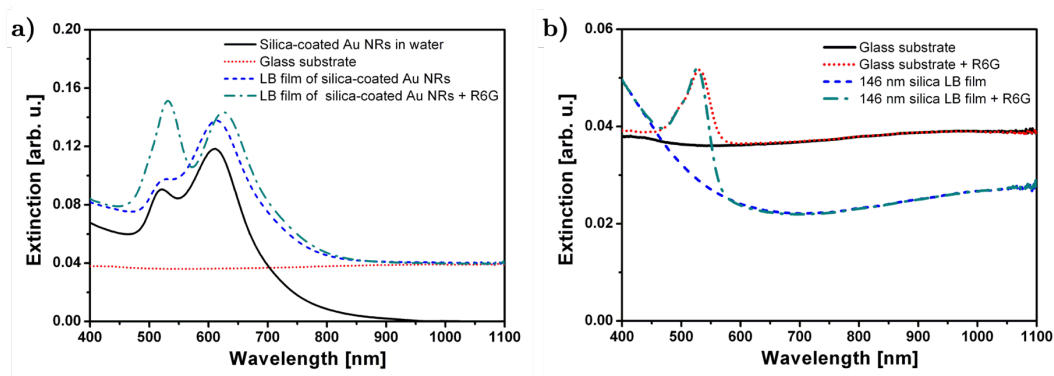 a)
Extinction [arb. u.]
0.20
0.16
0.12
0.08
0.04
0.00
Silica-coated Au NRs in water
Glass substrate
LB film of silica-coated Au NRs
LB film of silica-coated Au NRs + R6G
400 500 600 700 800 900 1000 1100
Wavelength [nm]
b)
Extinction [arb. u.]
0.06
0.04
0.02
0.00
Glass substrate
Glass substrate + R6G
146 nm silica LB film
146 nm silica LB film + R6G
400 500 600 700 800 900 1000 1100
Wavelength [nm]